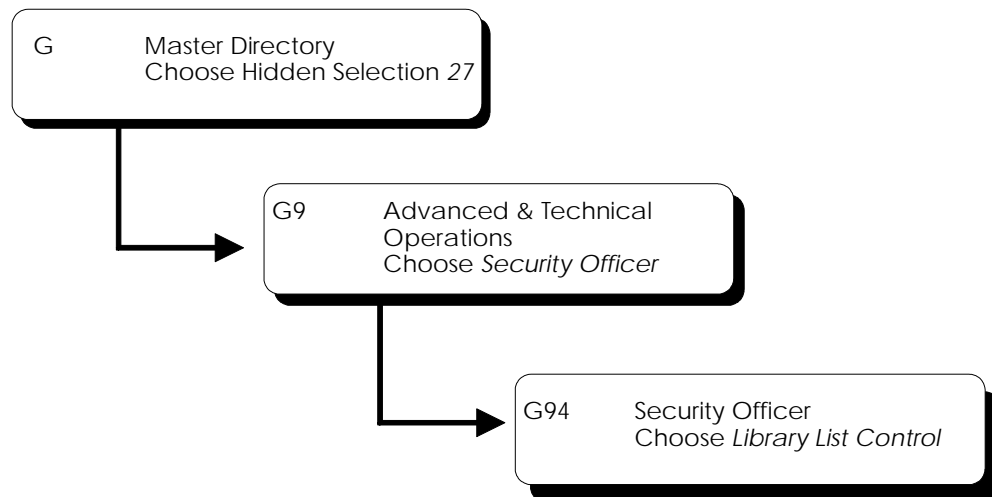 G Master Directory
Choose Hidden Selection 27
G9 Advanced & Technical
Operations
Choose Security Officer
G94 Security Officer
Choose Library List Control